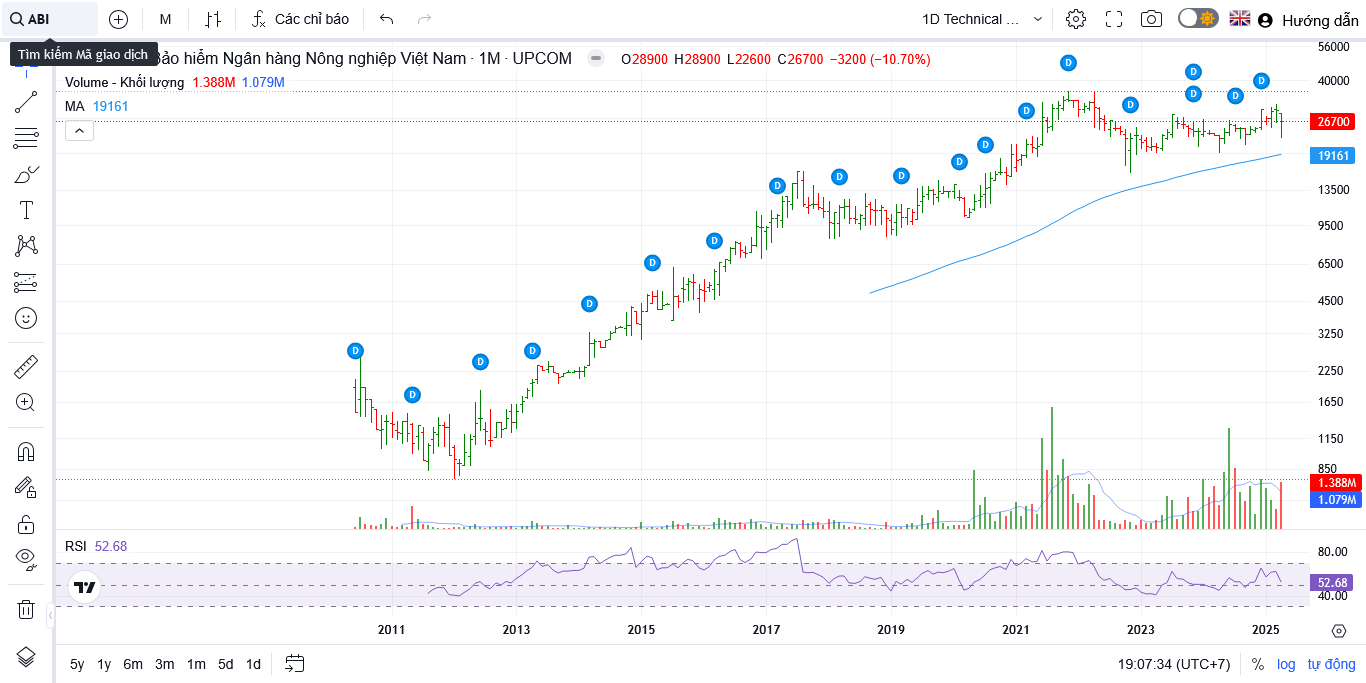 ABI
M
Các chỉ báo
1D Technical ...
Hướng dẫn
Tìm kiếm Mã giao dịch
Bảo hiểm Ngân hàng Nông nghiệp Việt Nam · 1M · UPCOM
O28900 H28900 L22600 C26700 −3200 (−10.70%)
Volume - Khối lượng 1.388M 1.079M
MA 19161
D D D D D D D D D D D D D D D D D D D
56000
40000
26700
19161
13500
9500
6500
4500
3250
2250
1650
1150
850
1.388M
1.079M
RSI 52.68
80.00
52.68
40.00
2011 2013 2015 2017 2019 2021 2023 2025
5y 1y 6m 3m 1m 5d 1d
19:07:34 (UTC+7) % log tự động